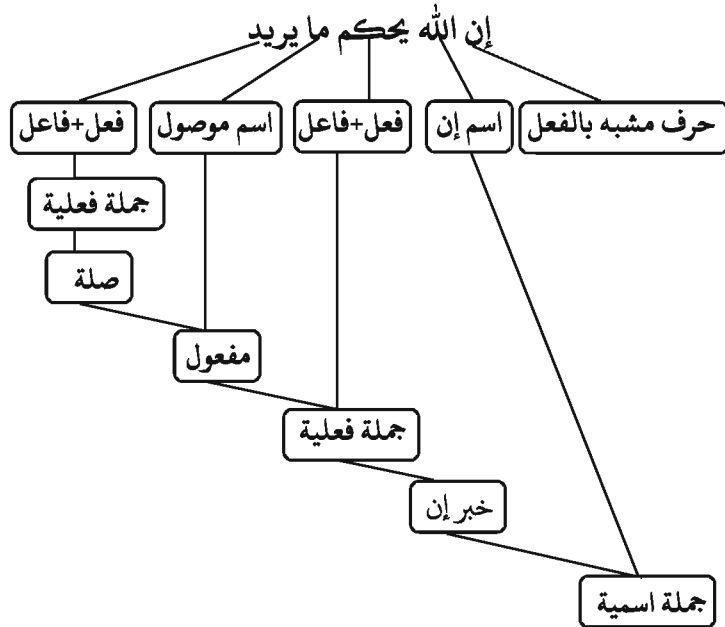 إن الله يحكم ما يريد
حرف مشبه بالفعل
اسم إن
فعل+فاعل
اسم موصول
فعل+فاعل
جملة فعلية
صلة
مفعول
جملة فعلية
خبر إن
جملة اسمية